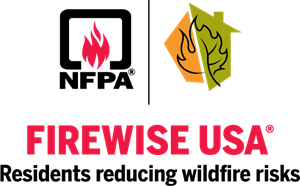 NFPA®
FIREWISE USA®
Residents reducing wildfire risks